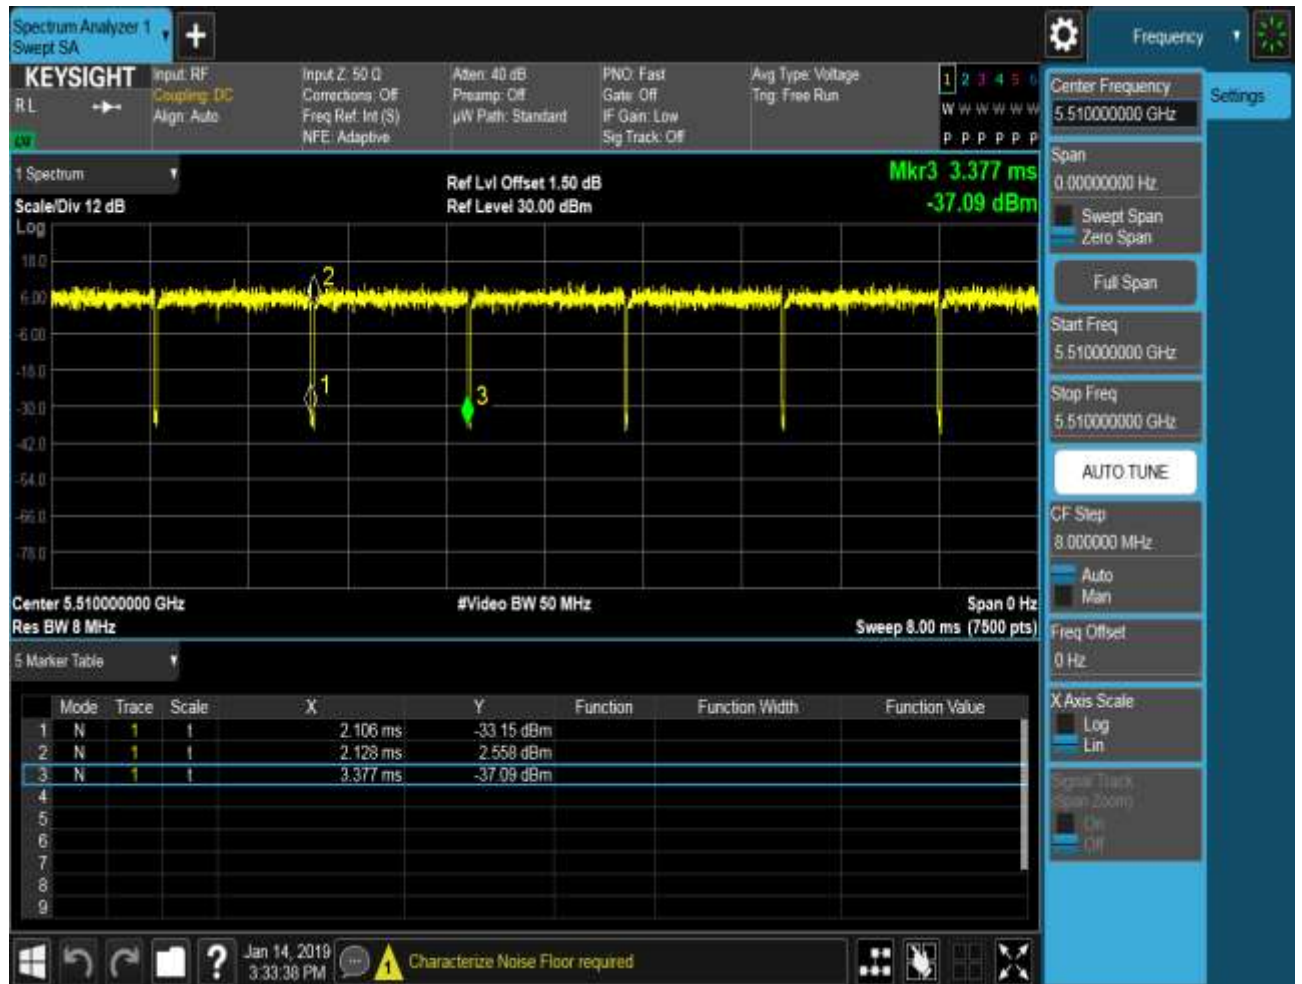 Spectrum Analyzer 1
Swept SA
+
Frequency
KEYSIGHT
Input: RF
Coupling: DC
Align: Auto
Input Z: 50 Ω
Corrections: Off
Freq Ref: Int (S)
NFE: Adaptive
Atten: 40 dB
Preamp: Off
µW Path: Standard
PNO: Fast
Gate: Off
IF Gain: Low
Sig Track: Off
Avg Type: Voltage
Trig: Free Run
1 2 3 4 5 6
W W W W W W
P P P P P P
R L
Center Frequency
5.510000000 GHz
Settings
1 Spectrum
Scale/Div 12 dB
Ref Lvl Offset 1.50 dB
Ref Level 30.00 dBm
Mkr3 3.377 ms
-37.09 dBm
Log
18.0
6.00
-6.00
-18.0
-30.0
-42.0
-54.0
-66.0
-78.0
2
1
3
Center 5.510000000 GHz
Res BW 8 MHz
#Video BW 50 MHz
Span 0 Hz
Sweep 8.00 ms (7500 pts)
Span
0.00000000 Hz
Swept Span
Zero Span
Full Span
Start Freq
5.510000000 GHz
Stop Freq
5.510000000 GHz
AUTO TUNE
CF Step
8.000000 MHz
Auto
Man
Freq Offset
0 Hz
X Axis Scale
Log
Lin
Signal Track
(Span Zoom)
On
Off
5 Marker Table
Mode Trace Scale X Y Function Function Width Function Value
1 N 1 t 2.106 ms -33.15 dBm
2 N 1 t 2.128 ms 2.558 dBm
3 N 1 t 3.377 ms -37.09 dBm
4
5
6
7
8
9
?
Jan 14, 2019
3:33:38 PM
1
Characterize Noise Floor required